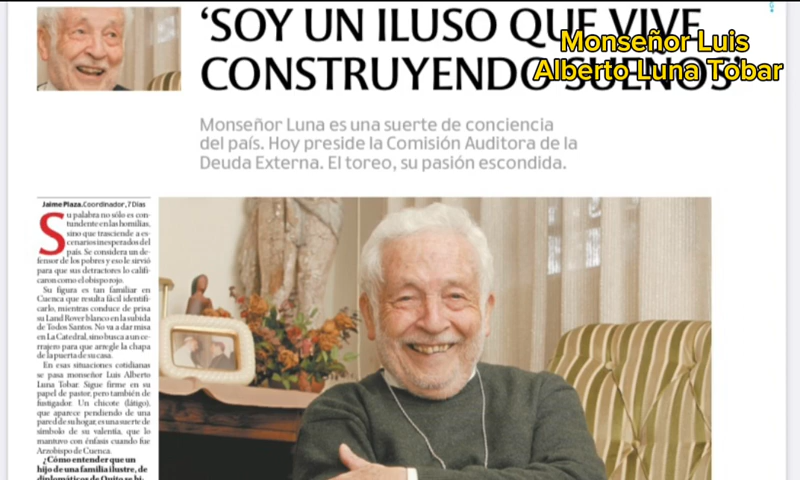 ‘SOY UN ILUSO QUE VIVE
CONSTRUYENDO SUEÑOS’
Monseñor Luis
Alberto Luna Tobar
Monseñor Luna es una suerte de conciencia
del país. Hoy preside la Comisión Auditora de la
Deuda Externa. El toreo, su pasión escondida.
Jaime Plaza. Coordinador, 7 Días
Su palabra no sólo es con-
tundente en las homilías,
sino que trasciende a es-
cenarios inesperados del
país. Se considera un de-
fensor de los pobres y eso le sirvió
para que sus detractores lo califi-
caron como el obispo rojo.
Su figura es tan familiar en
Cuenca que resulta fácil identifi-
carlo, mientras conduce de prisa
su Land Rover blanco en la subida
de Todos Santos. No va a dar misa
en La Catedral, sino busca a un ce-
rrajero para que arregle la chapa
de la puerta de su casa.
En esas situaciones cotidianas
se pasa monseñor Luis Alberto
Luna Tobar. Sigue firme en su
papel de pastor, pero también de
fustigador. Un chicote (látigo),
que aparece pendiendo de una
pared de su hogar, es una suerte de
símbolo de su valentía, que lo
mantuvo con énfasis cuando fue
Arzobispo de Cuenca.
¿Cómo entender que un
hijo de una familia ilustre, de
diplomáticos de Quito se hi-